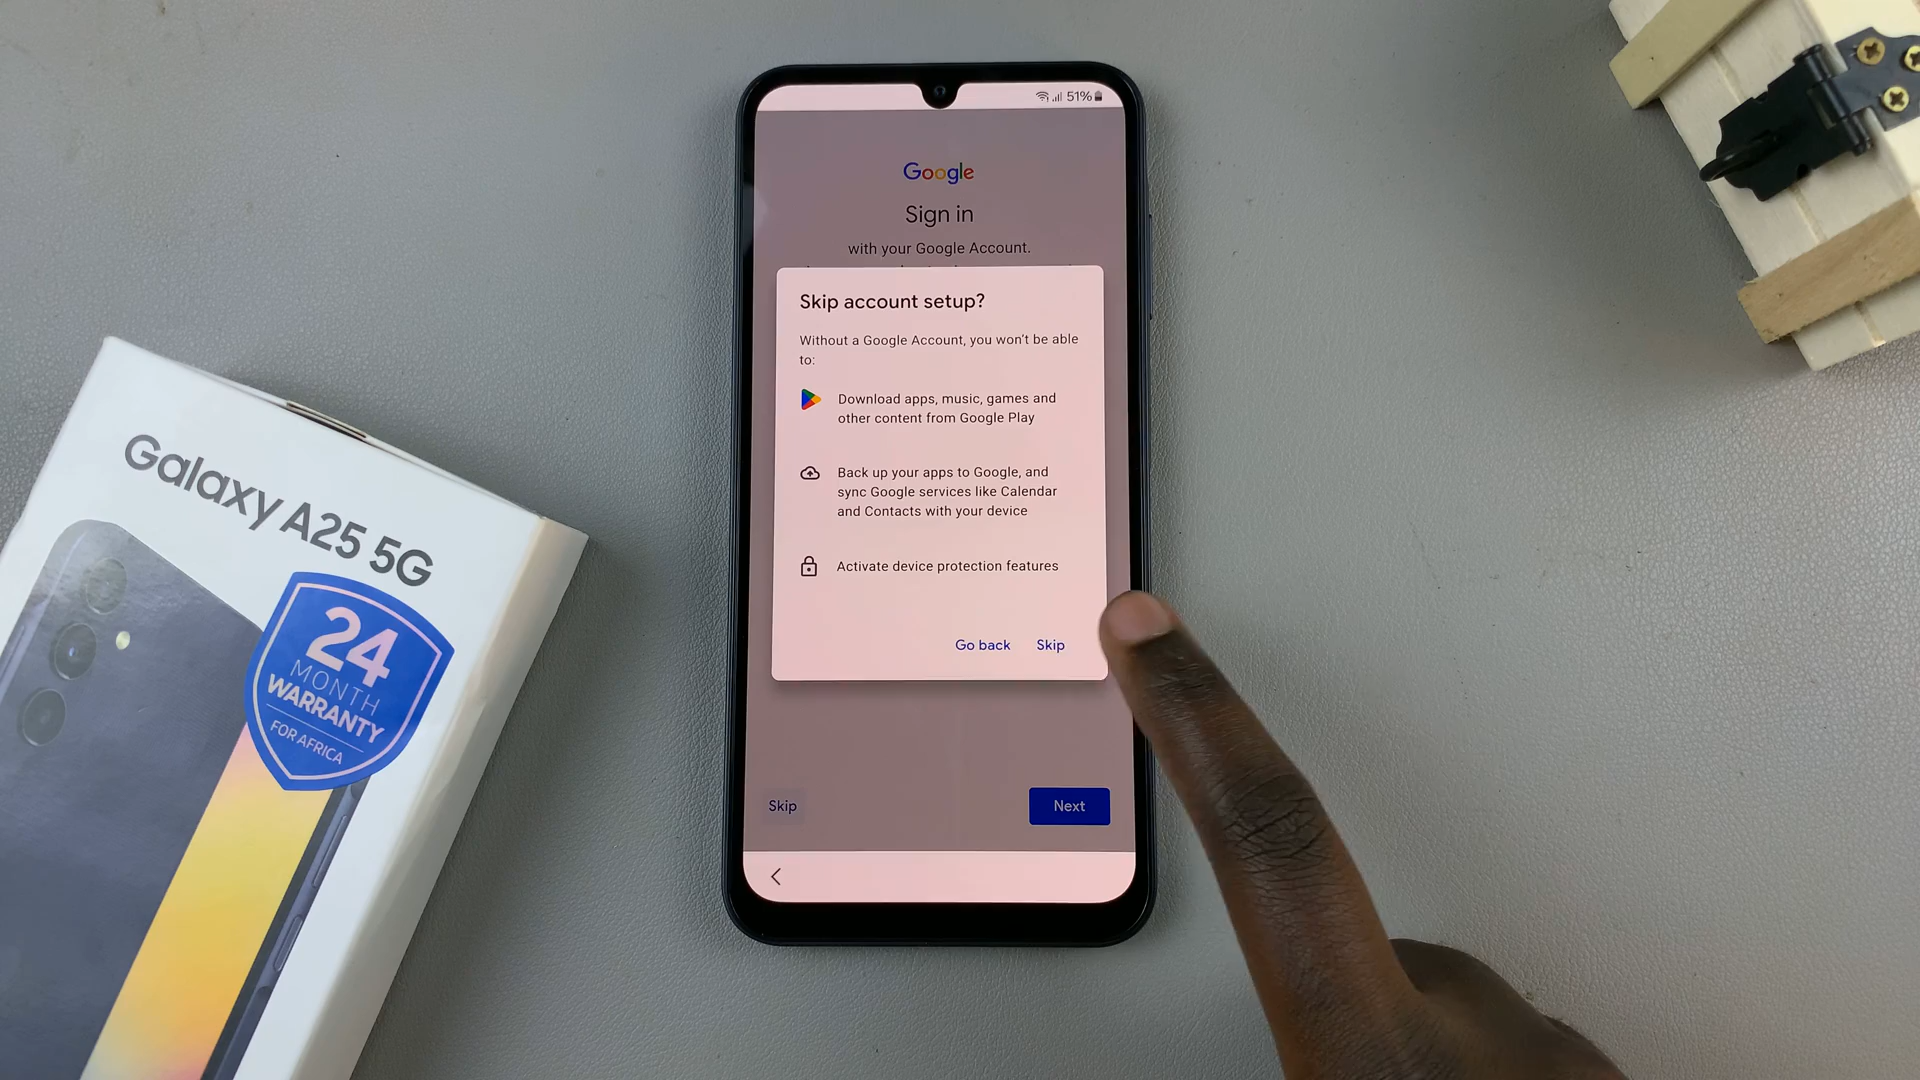 51%
Google
Sign in
with your Google Account.
Skip account setup?
Without a Google Account, you won't be able
to:
Download apps, music, games and
other content from Google Play
Back up your apps to Google, and
sync Google services like Calendar
and Contacts with your device
Activate device protection features
Go back Skip
Skip
Next
Galaxy A25 5G
24
MONTH
WARRANTY
FOR AFRICA